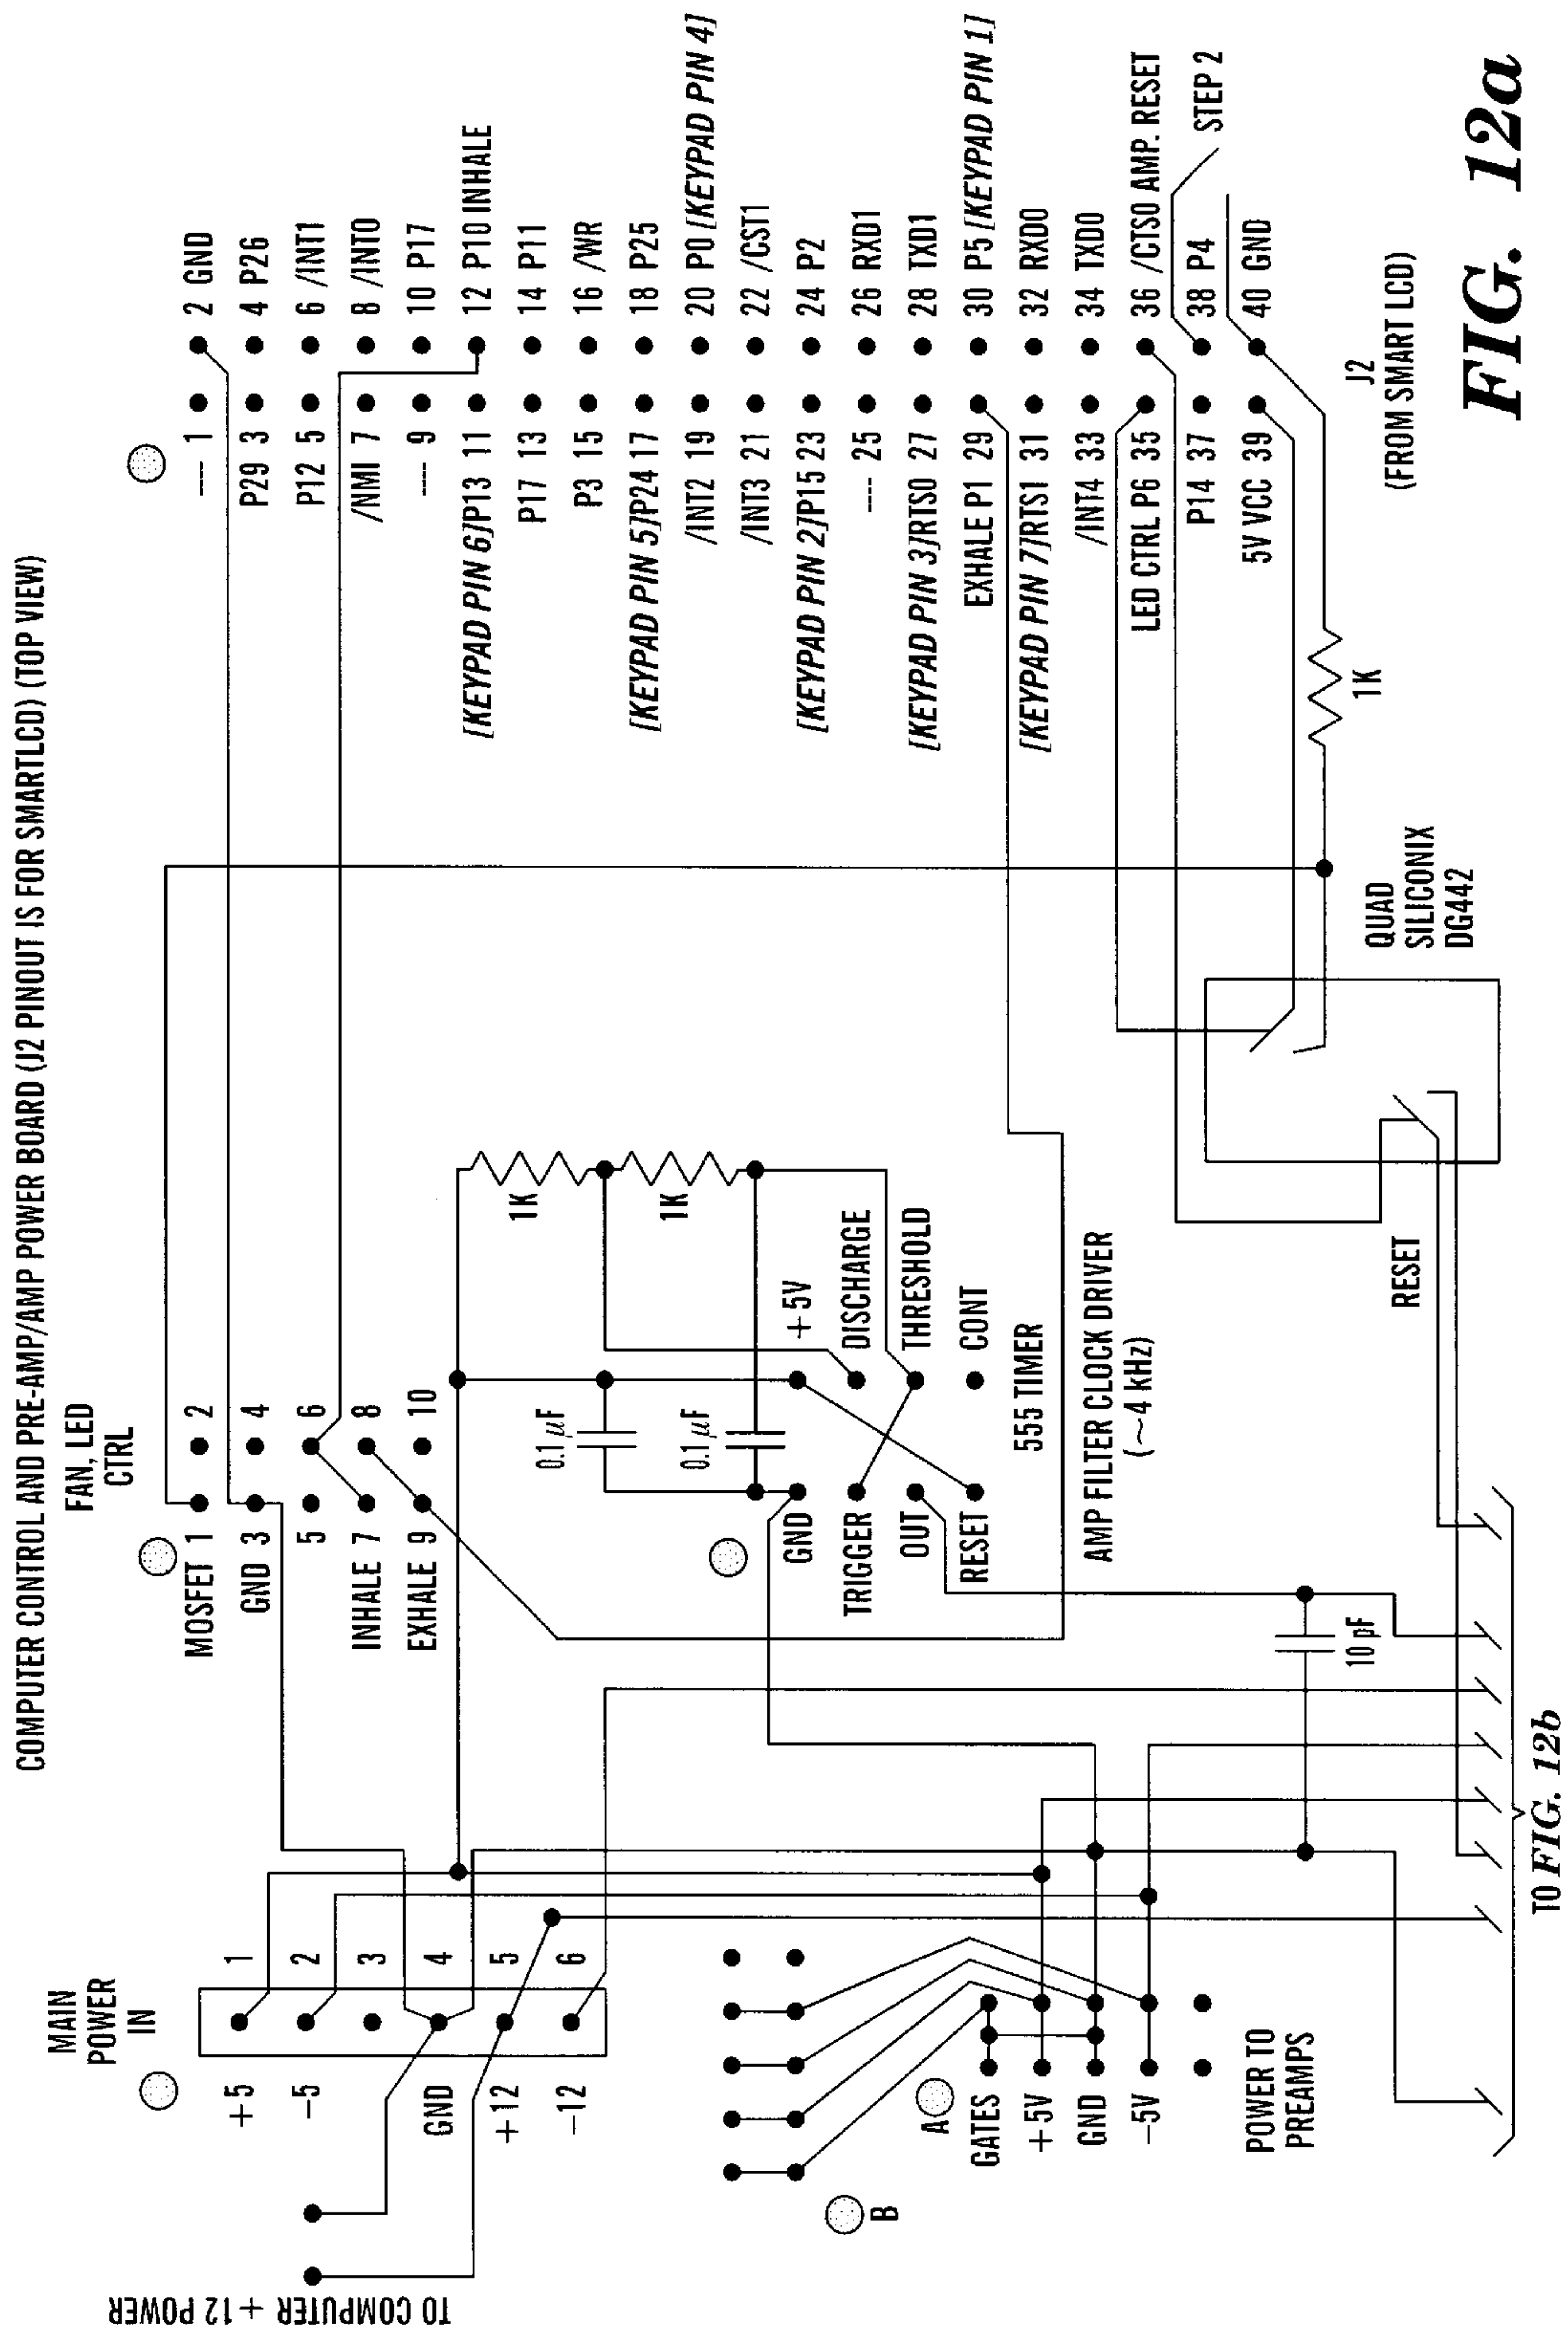 COMPUTER CONTROL AND PRE-AMP/AMP POWER BOARD (J2 PINOUT IS FOR SMARTLCD) (TOP VIEW)
MAIN
POWER
IN
+5 1
−5 2
3
GND 4
+12 5
−12 6
TO COMPUTER +12 POWER
FAN, LED
CTRL
MOSFET 1 2
GND 3 4
5 6
INHALE 7 8
EXHALE 9 10
--- 1 2 GND
P29 3 4 P26
P12 5 6 /INT1
/NMI 7 8 /INT0
--- 9 10 P17
[KEYPAD PIN 6]P13 11 12 P10 INHALE
P17 13 14 P11
P3 15 16 /WR
[KEYPAD PIN 5]P24 17 18 P25
/INT2 19 20 P0 [KEYPAD PIN 4]
/INT3 21 22 /CST1
[KEYPAD PIN 2]P15 23 24 P2
--- 25 26 RXD1
[KEYPAD PIN 3]RTS0 27 28 TXD1
EXHALE P1 29 30 P5 [KEYPAD PIN 1]
[KEYPAD PIN 7]RTS1 31 32 RXD0
/INT4 33 34 TXD0
LED CTRL P6 35 36 /CTS0 AMP. RESET
P14 37 38 P4
STEP 2
5V VCC 39 40 GND
J2
(FROM SMART LCD)
1K
1K
0.1 µF
0.1 µF
GND +5V
TRIGGER DISCHARGE
OUT THRESHOLD
RESET CONT
555 TIMER
AMP FILTER CLOCK DRIVER
(~4 kHz)
B
A
GATES
+5V
GND
−5V
POWER TO
PREAMPS
10 pF
1K
QUAD
SILICONIX
DG442
RESET
TO FIG. 12b
FIG. 12a